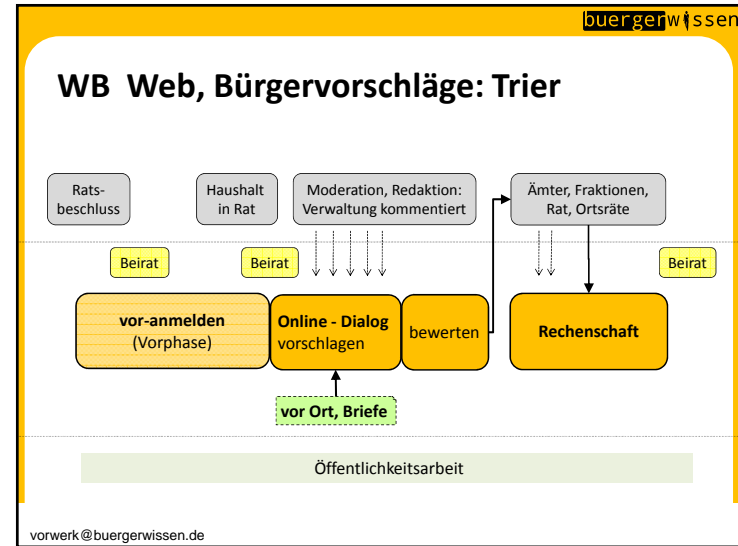 buergerwissen
WB Web, Bürgervorschläge: Trier
Rats-
beschluss
Haushalt
in Rat
Moderation, Redaktion:
Verwaltung kommentiert
Ämter, Fraktionen,
Rat, Ortsräte
Beirat
Beirat
Beirat
vor-anmelden
(Vorphase)
Online - Dialog
vorschlagen
bewerten
Rechenschaft
vor Ort, Briefe
Öffentlichkeitsarbeit
vorwerk@buergerwissen.de